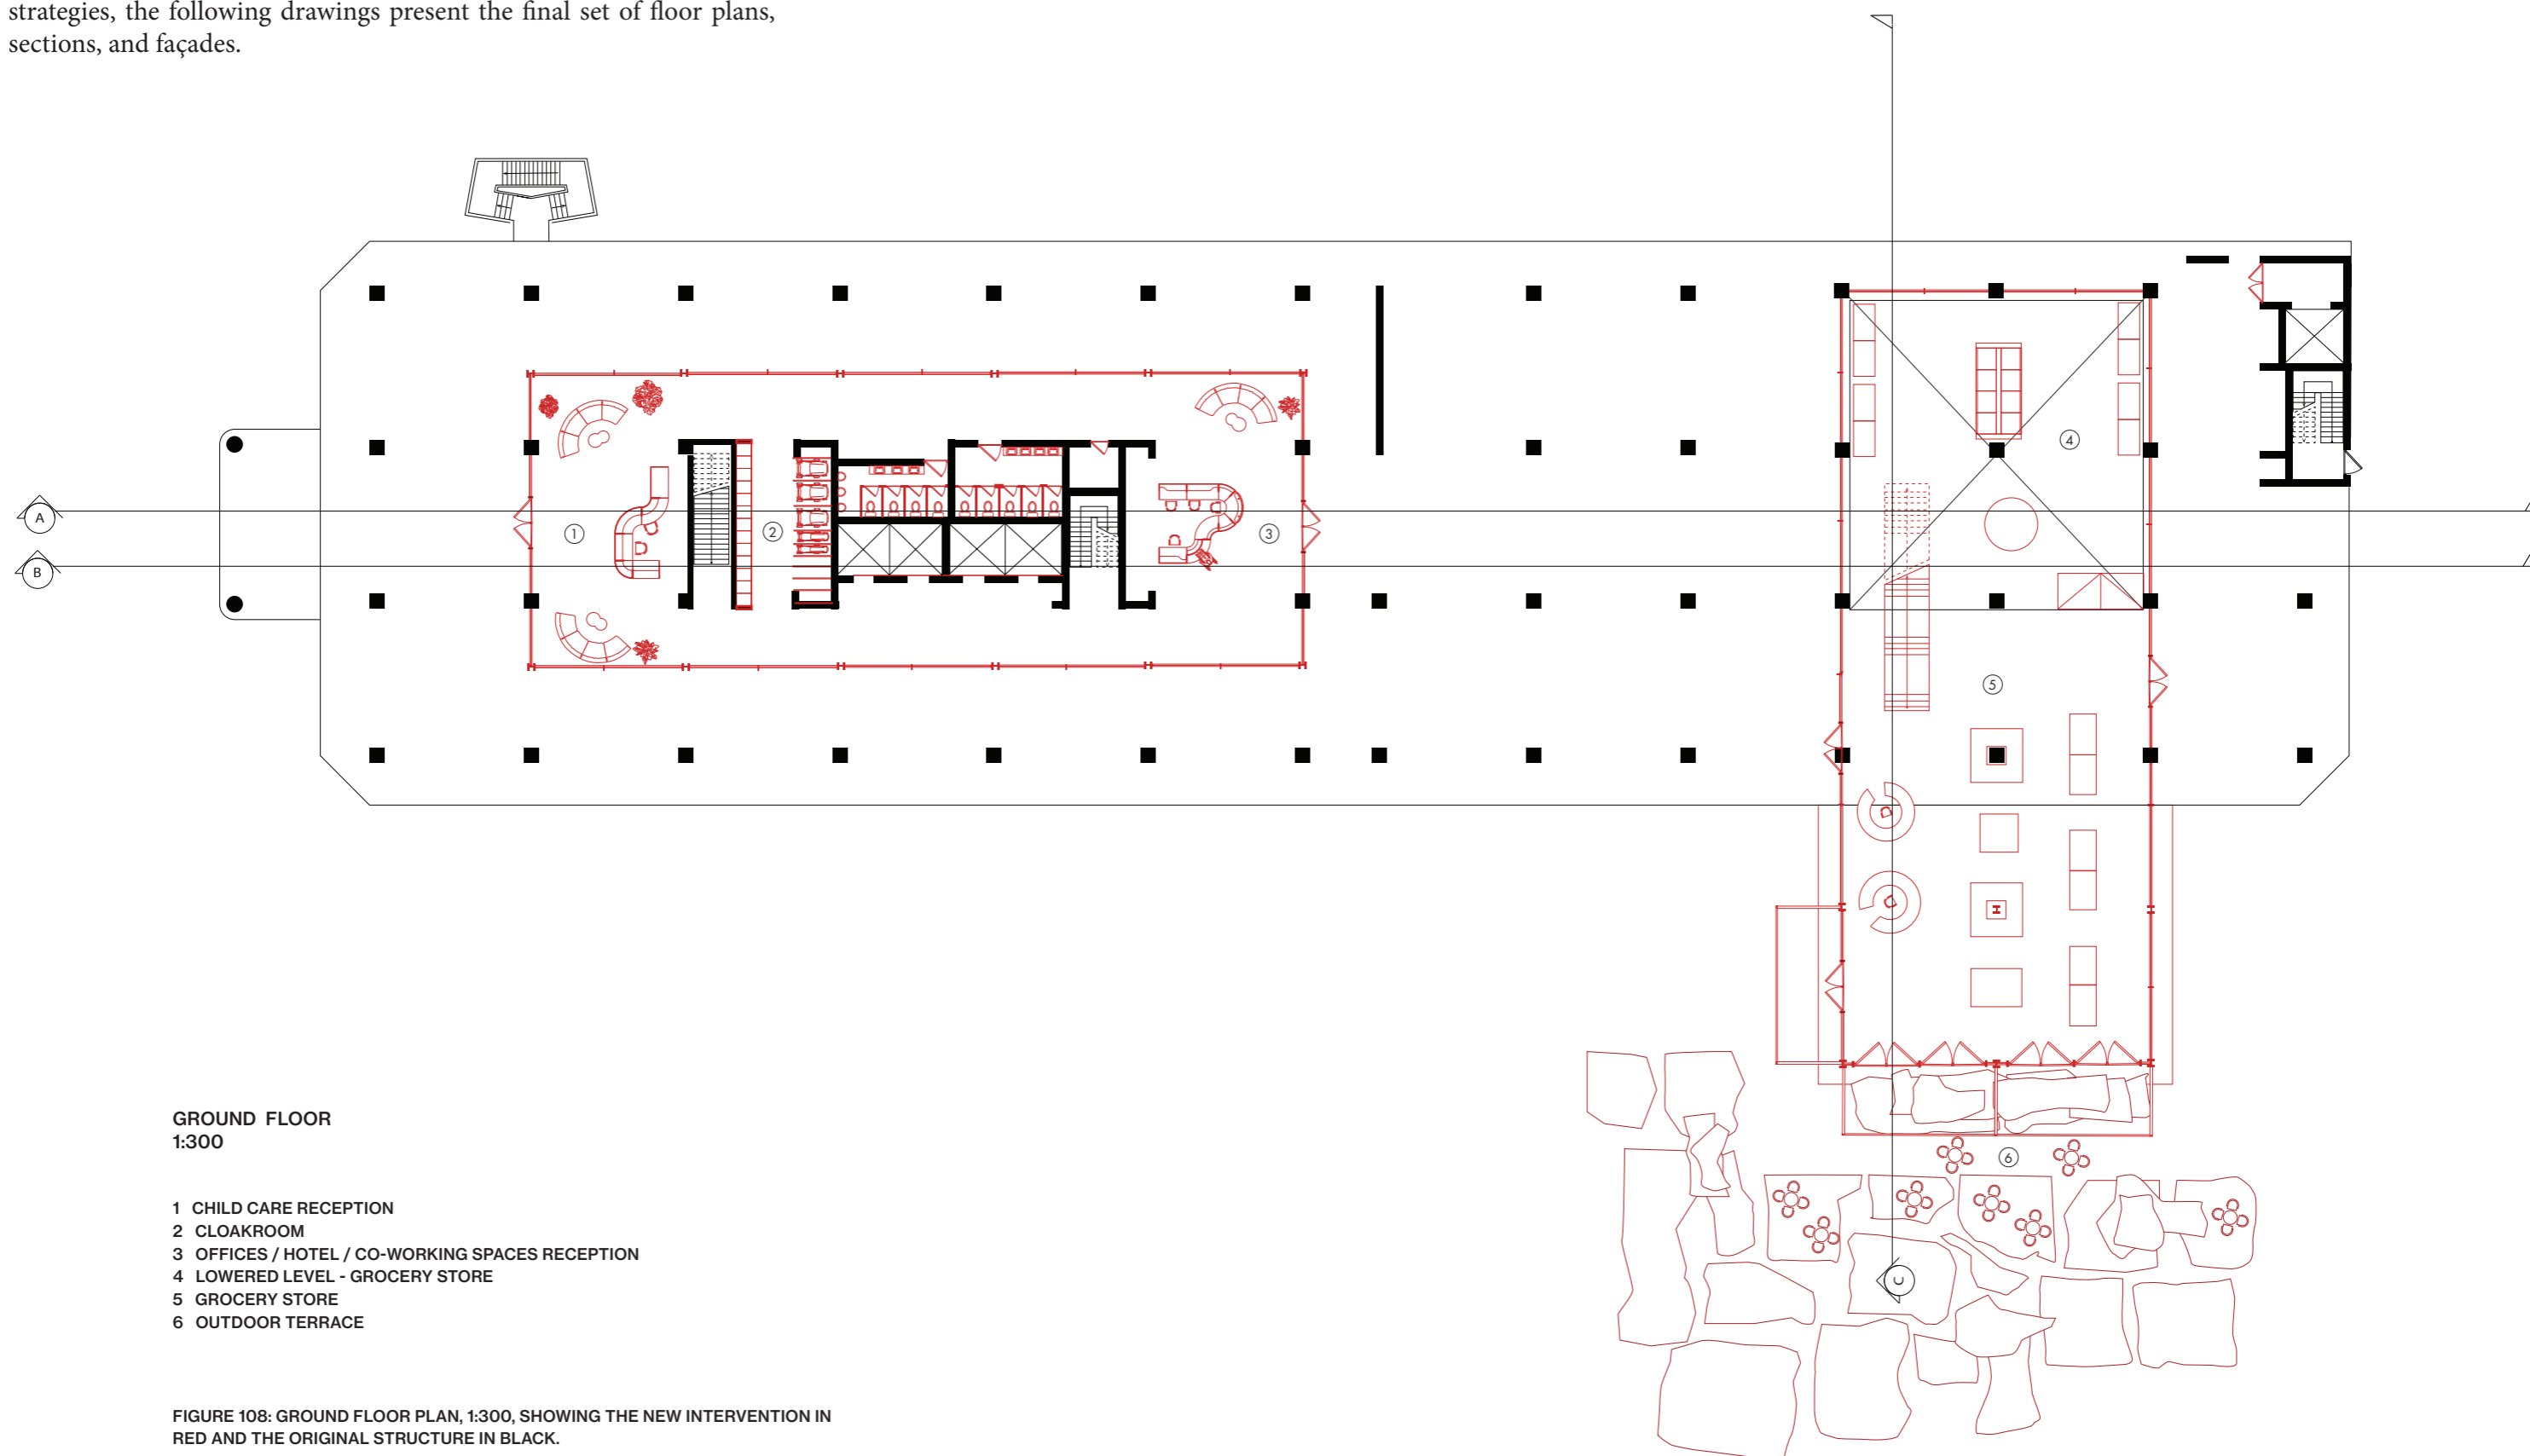 strategies, the following drawings present the final set of floor plans,
sections, and façades.
A
B
1
2
3
4
5
6
C
GROUND FLOOR
1:300
1 CHILD CARE RECEPTION
2 CLOAKROOM
3 OFFICES / HOTEL / CO-WORKING SPACES RECEPTION
4 LOWERED LEVEL - GROCERY STORE
5 GROCERY STORE
6 OUTDOOR TERRACE
FIGURE 108: GROUND FLOOR PLAN, 1:300, SHOWING THE NEW INTERVENTION IN
RED AND THE ORIGINAL STRUCTURE IN BLACK.